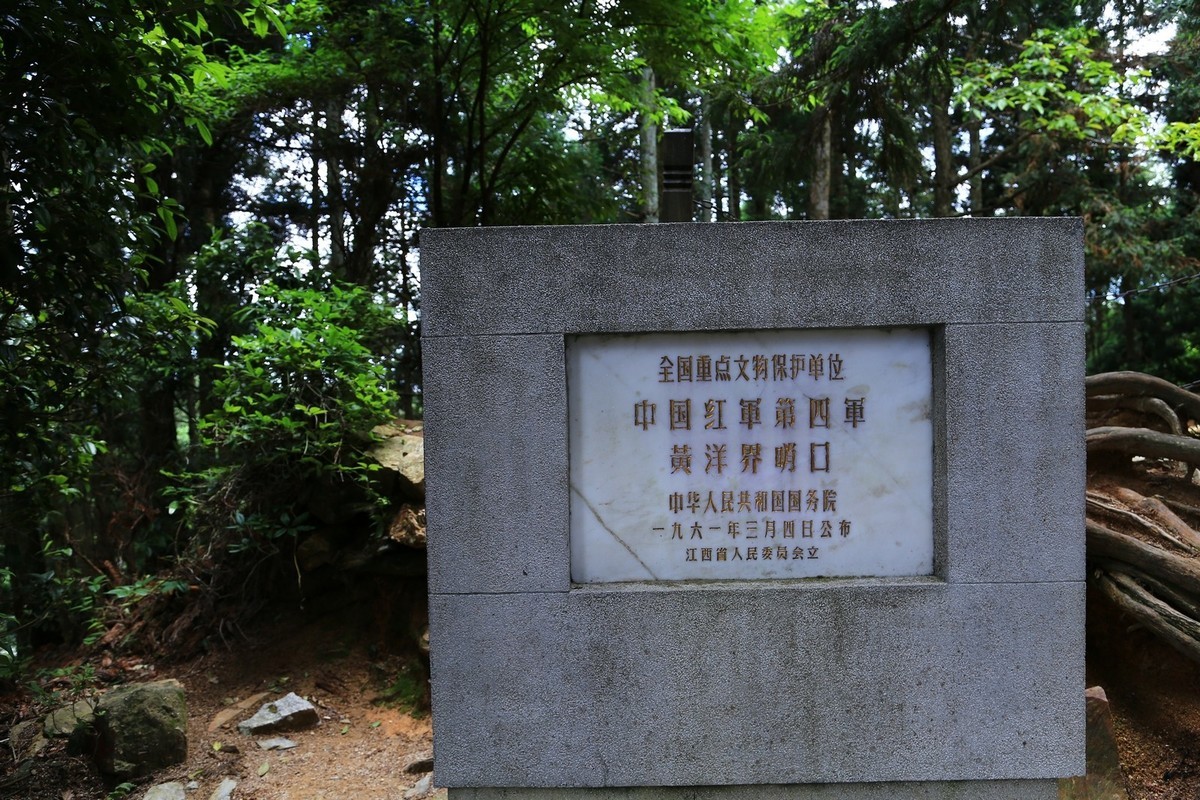 全国重点文物保护单位
中国红軍第四軍
黃洋界哨口
中华人民共和国国务院
一九六一年三月四日公布
江西省人民委员会立